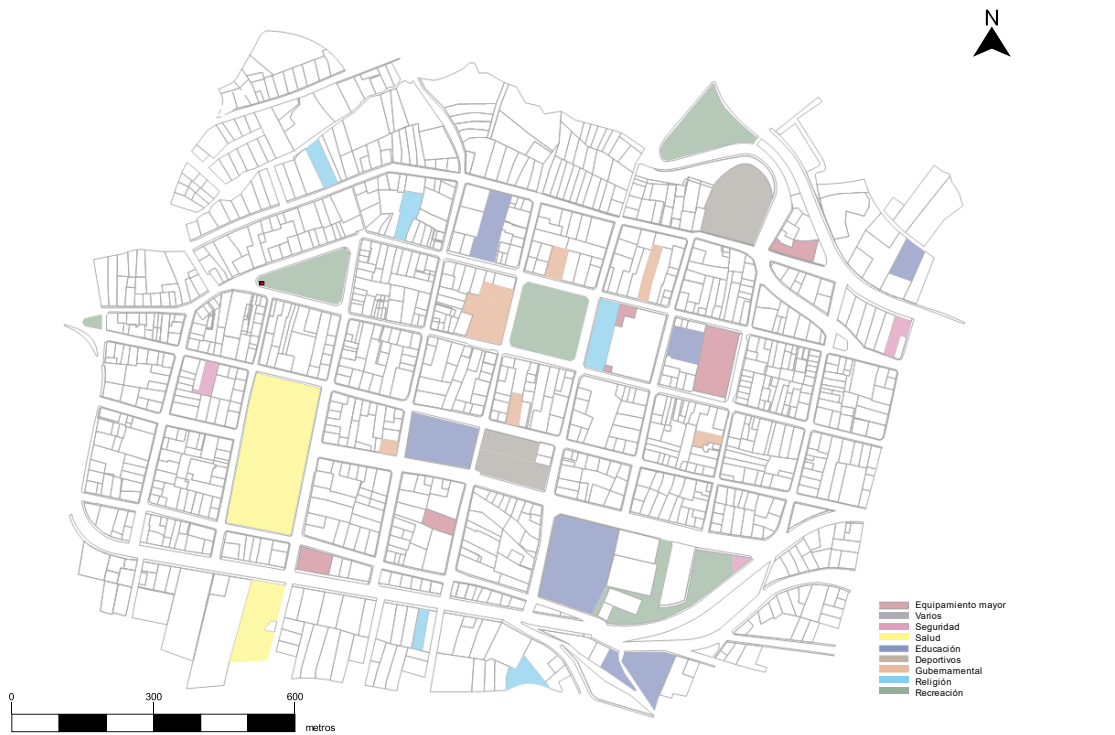 N
Equipamiento mayor
Varios
Seguridad
Salud
Educación
Deportivos
Gubernamental
Religión
Recreación
0 300 600
metros